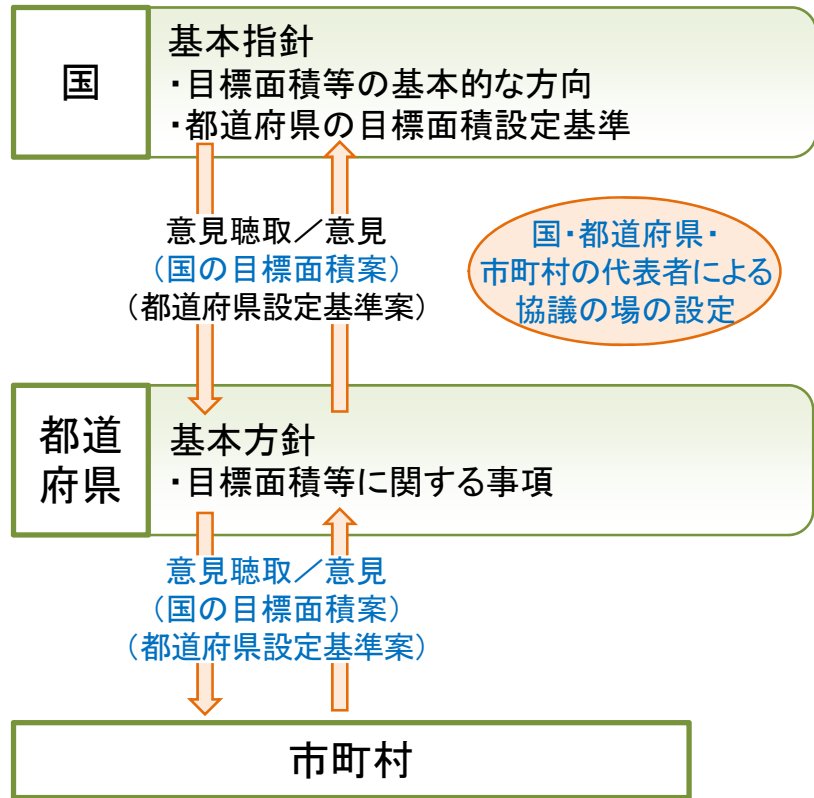 国
基本指針
・目標面積等の基本的な方向
・都道府県の目標面積設定基準
意見聴取／意見
（国の目標面積案）
（都道府県設定基準案）
国・都道府県・
市町村の代表者による
協議の場の設定
都道
府県
基本方針
・目標面積等に関する事項
意見聴取／意見
（国の目標面積案）
（都道府県設定基準案）
市町村